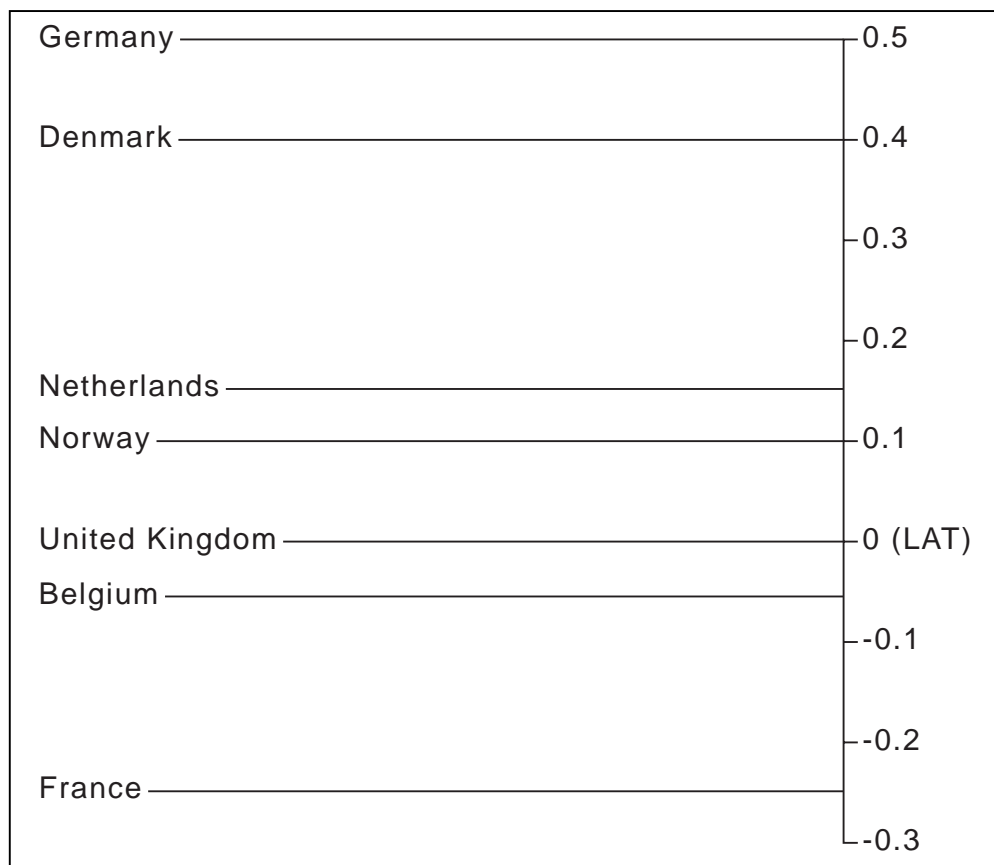 Germany 0.5
Denmark 0.4
0.3
0.2
Netherlands
Norway 0.1
United Kingdom 0 (LAT)
Belgium
-0.1
-0.2
France
-0.3